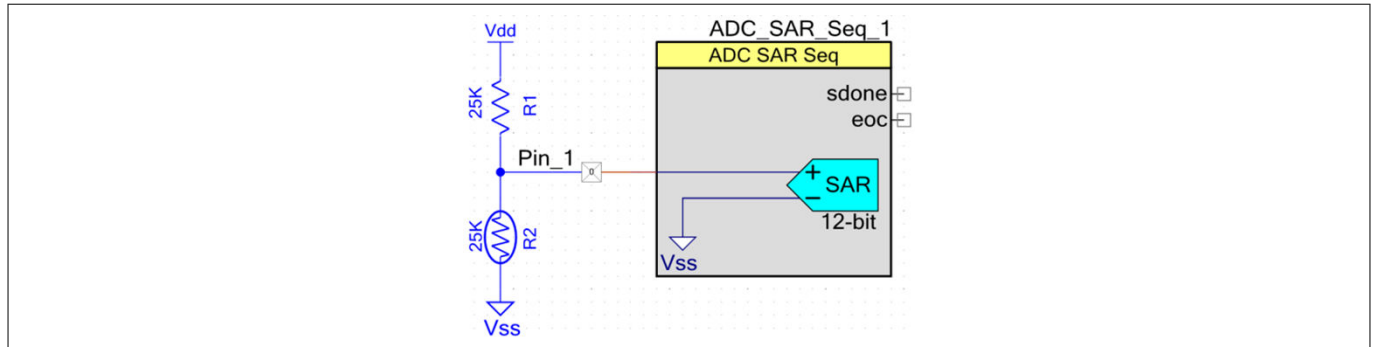 Vdd
25K
R1
Pin_1
25K
R2
Vss
ADC_SAR_Seq_1
ADC SAR Seq
sdone
eoc
+
SAR
−
12-bit
Vss